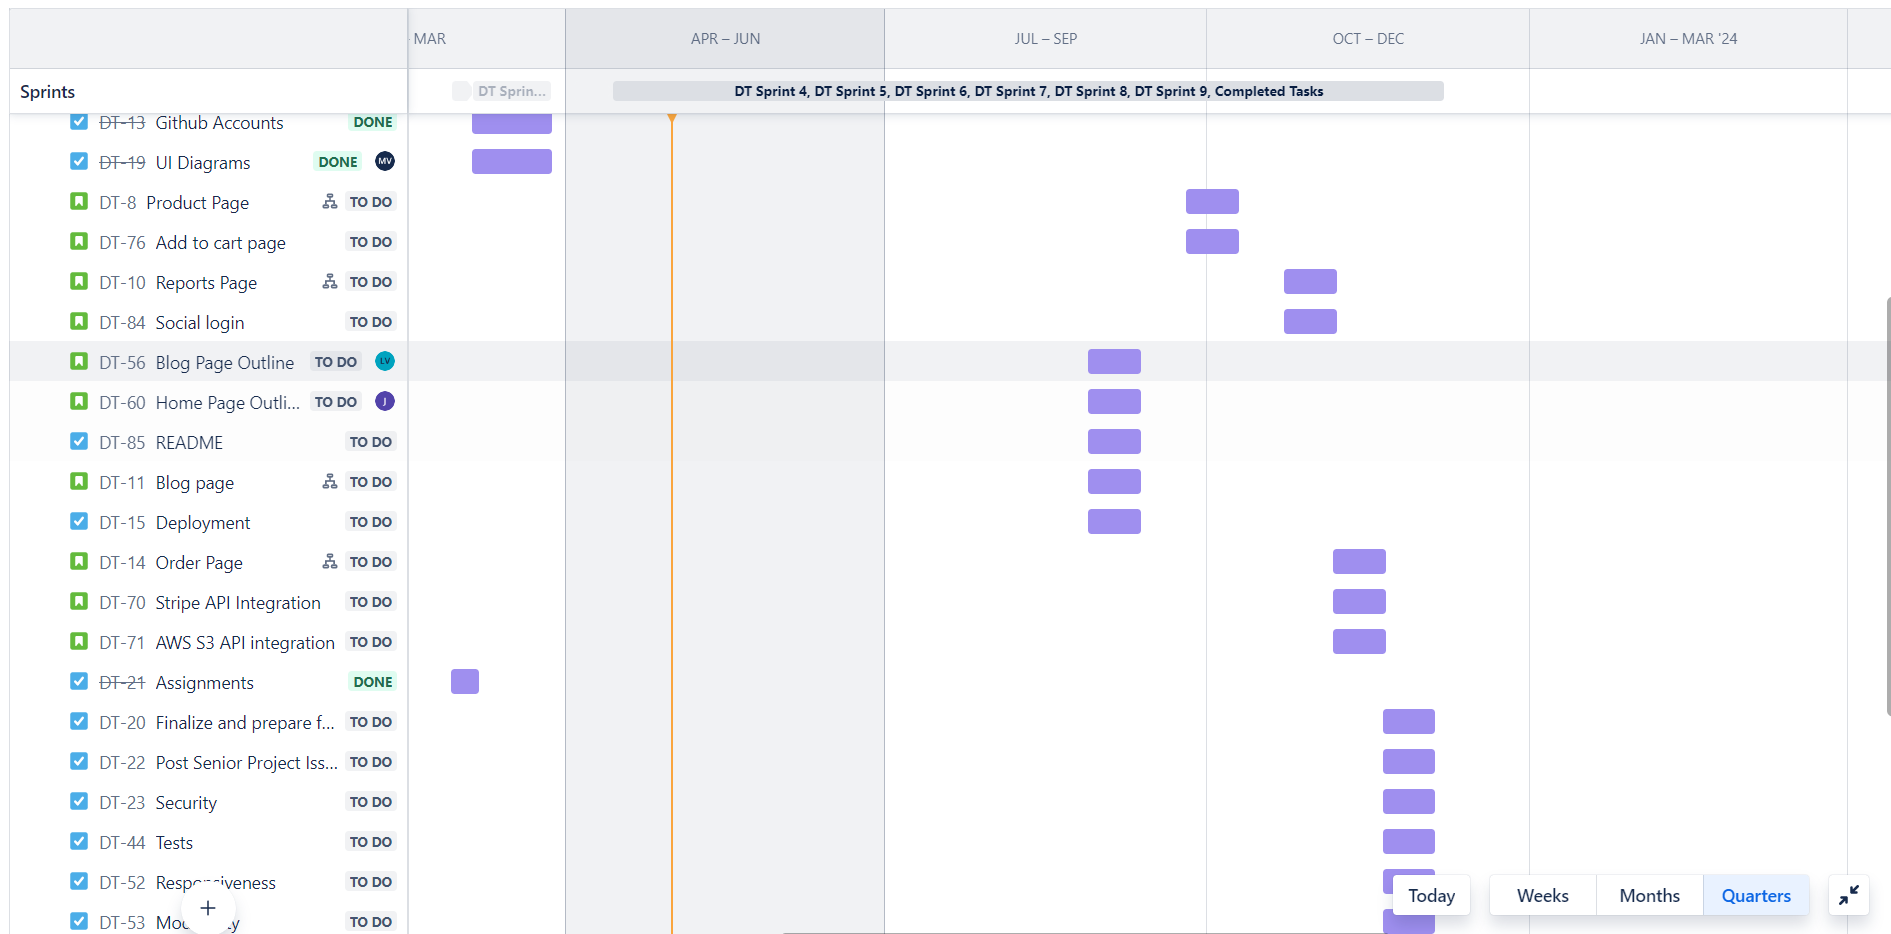 MAR APR – JUN JUL – SEP OCT – DEC JAN – MAR '24
Sprints DT Sprin... DT Sprint 4, DT Sprint 5, DT Sprint 6, DT Sprint 7, DT Sprint 8, DT Sprint 9, Completed Tasks
DT-13 Github Accounts DONE
DT-19 UI Diagrams DONE MV
DT-8 Product Page TO DO
DT-76 Add to cart page TO DO
DT-10 Reports Page TO DO
DT-84 Social login TO DO
DT-56 Blog Page Outline TO DO LV
DT-60 Home Page Outli... TO DO J
DT-85 README TO DO
DT-11 Blog page TO DO
DT-15 Deployment TO DO
DT-14 Order Page TO DO
DT-70 Stripe API Integration TO DO
DT-71 AWS S3 API integration TO DO
DT-21 Assignments DONE
DT-20 Finalize and prepare f... TO DO
DT-22 Post Senior Project Iss... TO DO
DT-23 Security TO DO
DT-44 Tests TO DO
DT-52 Responsiveness TO DO
Today Weeks Months Quarters
DT-53 TO DO